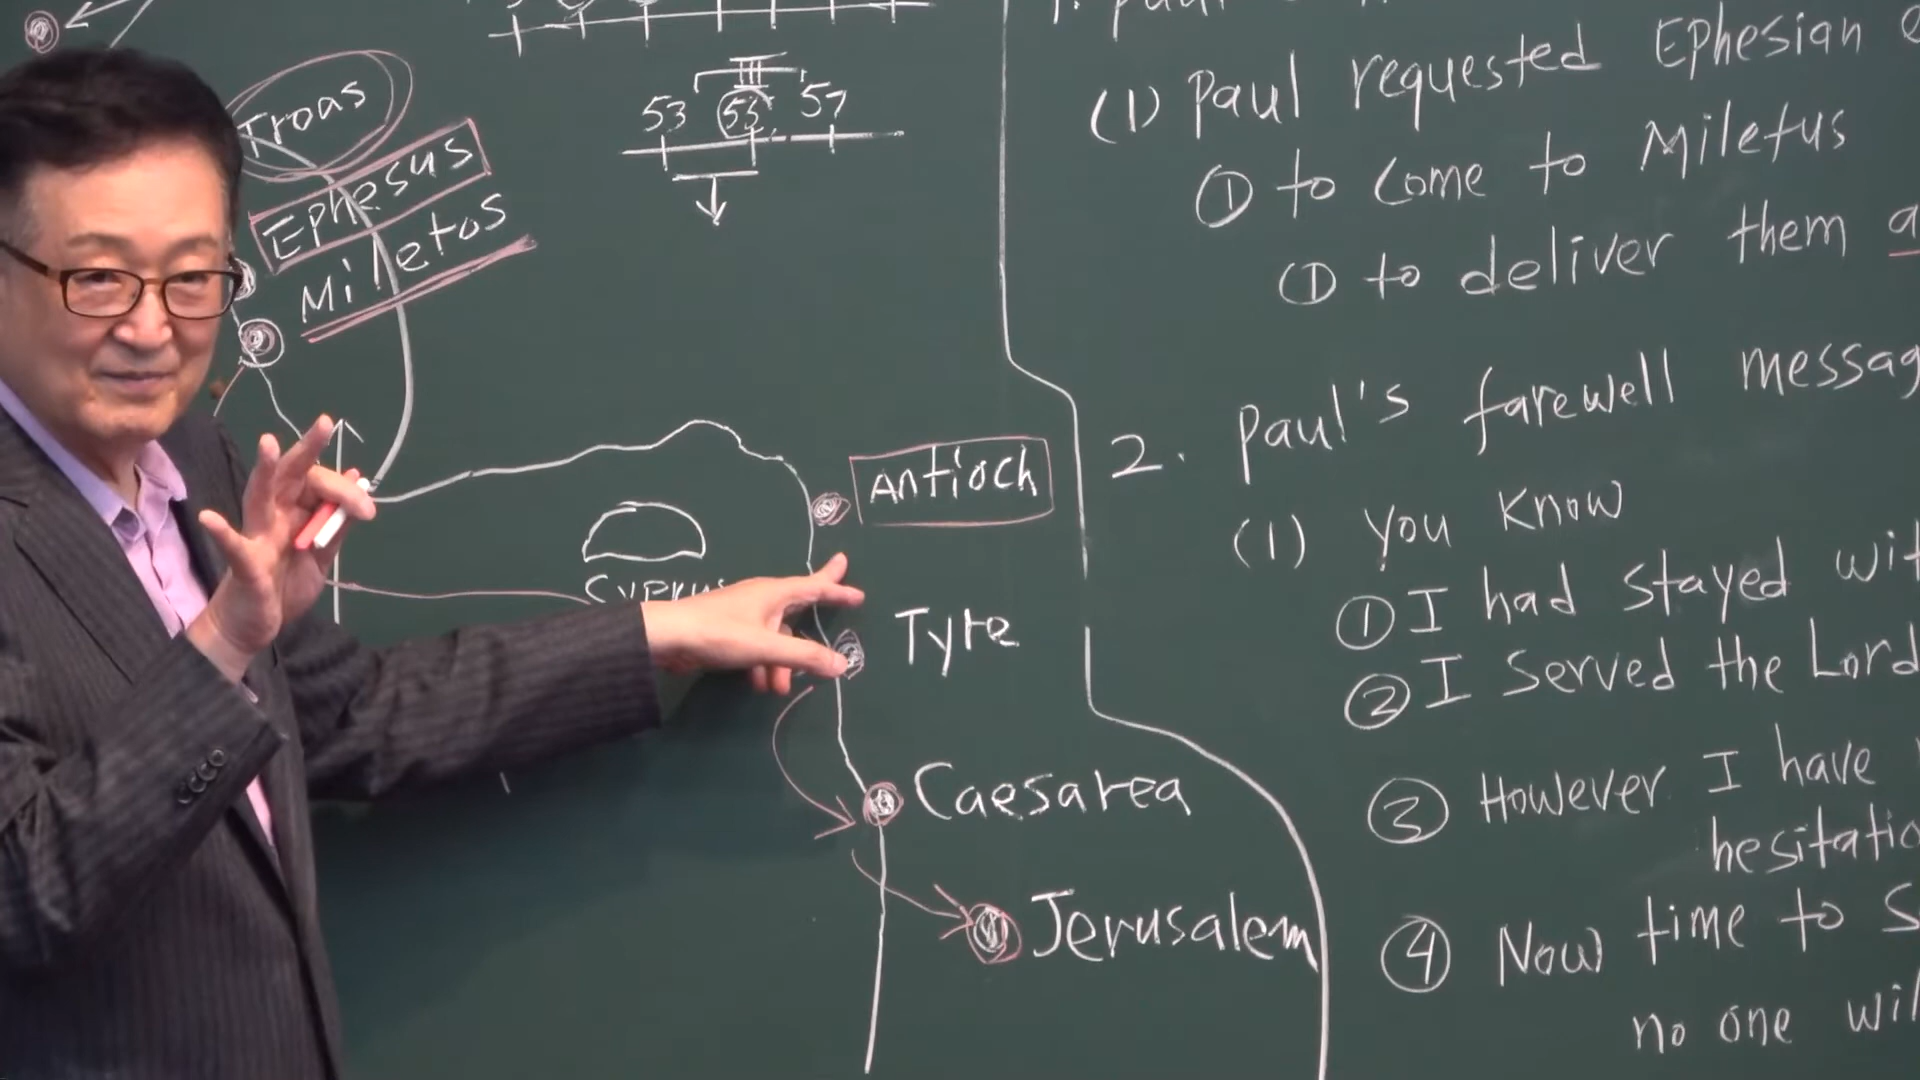 Troas
Ephesus
Miletos
53 55 57
Antioch
Cyprus
Tyre
Caesarea
Jerusalem
(1) Paul requested Ephesian
① to come to Miletus
① to deliver them a
2. Paul's farewell messag
(1) you know
① I had stayed wit
② I served the Lord
③ However I have
hesitatio
④ Now time to S
no one wil